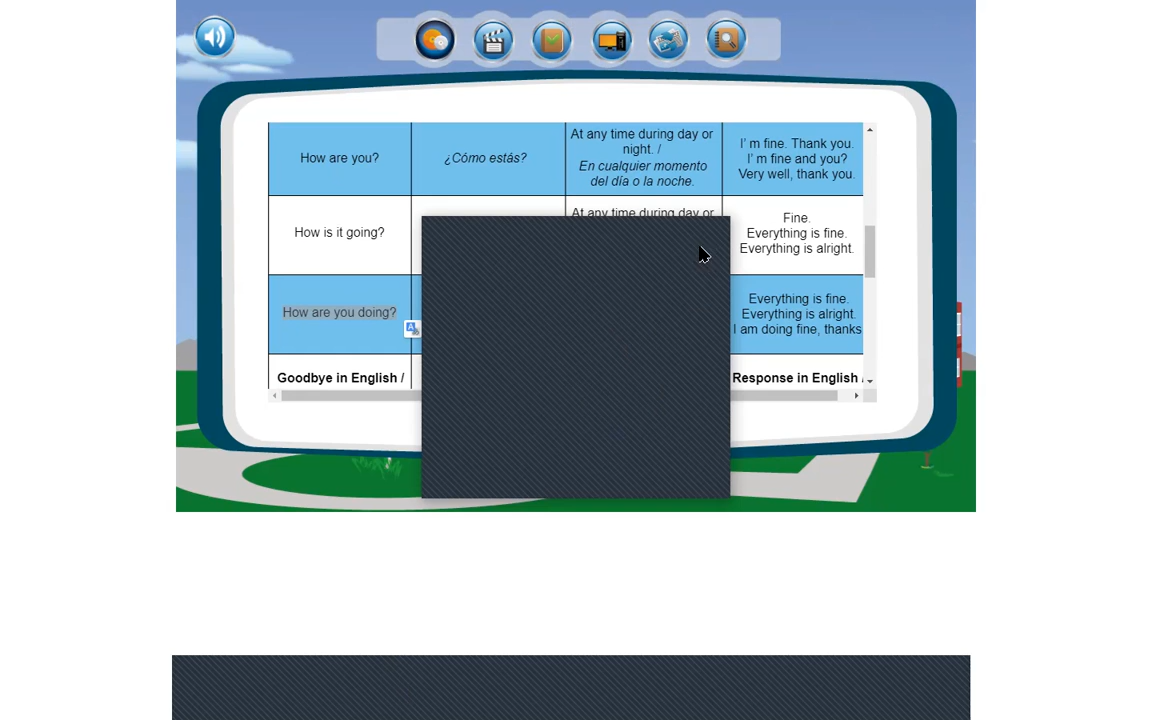 How are you?
¿Cómo estás?
At any time during day or
night. /
En cualquier momento
del día o la noche.
I' m fine. Thank you.
I' m fine and you?
Very well, thank you.
How is it going?
At any time during day or
Fine.
Everything is fine.
Everything is alright.
How are you doing?
Everything is fine.
Everything is alright.
I am doing fine, thanks
Goodbye in English /
Response in English /